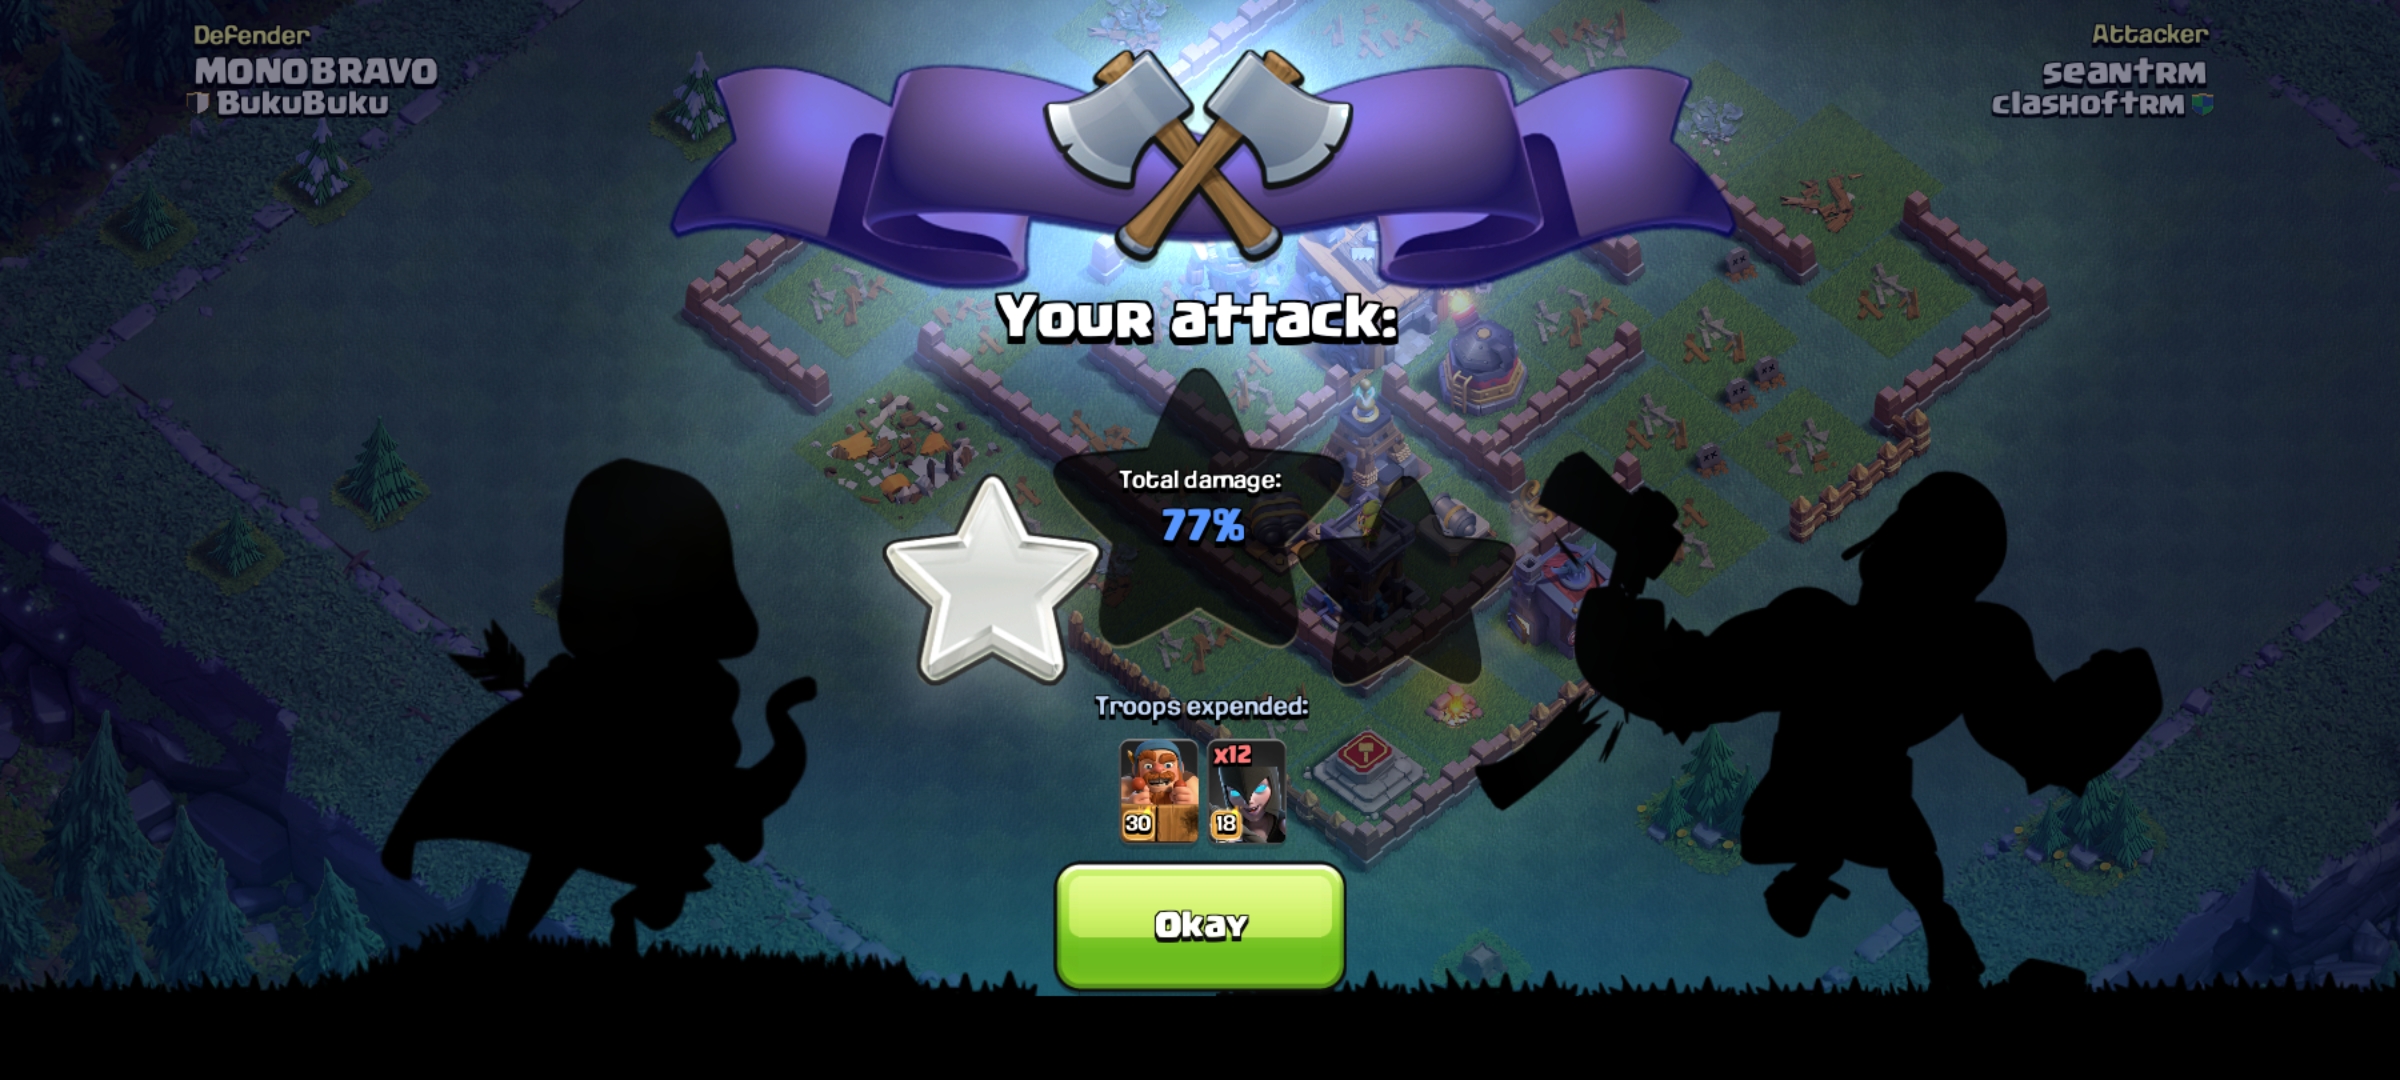 Defender
MONOBRAVO
BukuBuku
Attacker
seantRM
clashoftRM
Your attack:
Total damage:
77%
Troops expended:
30
x12
18
Okay